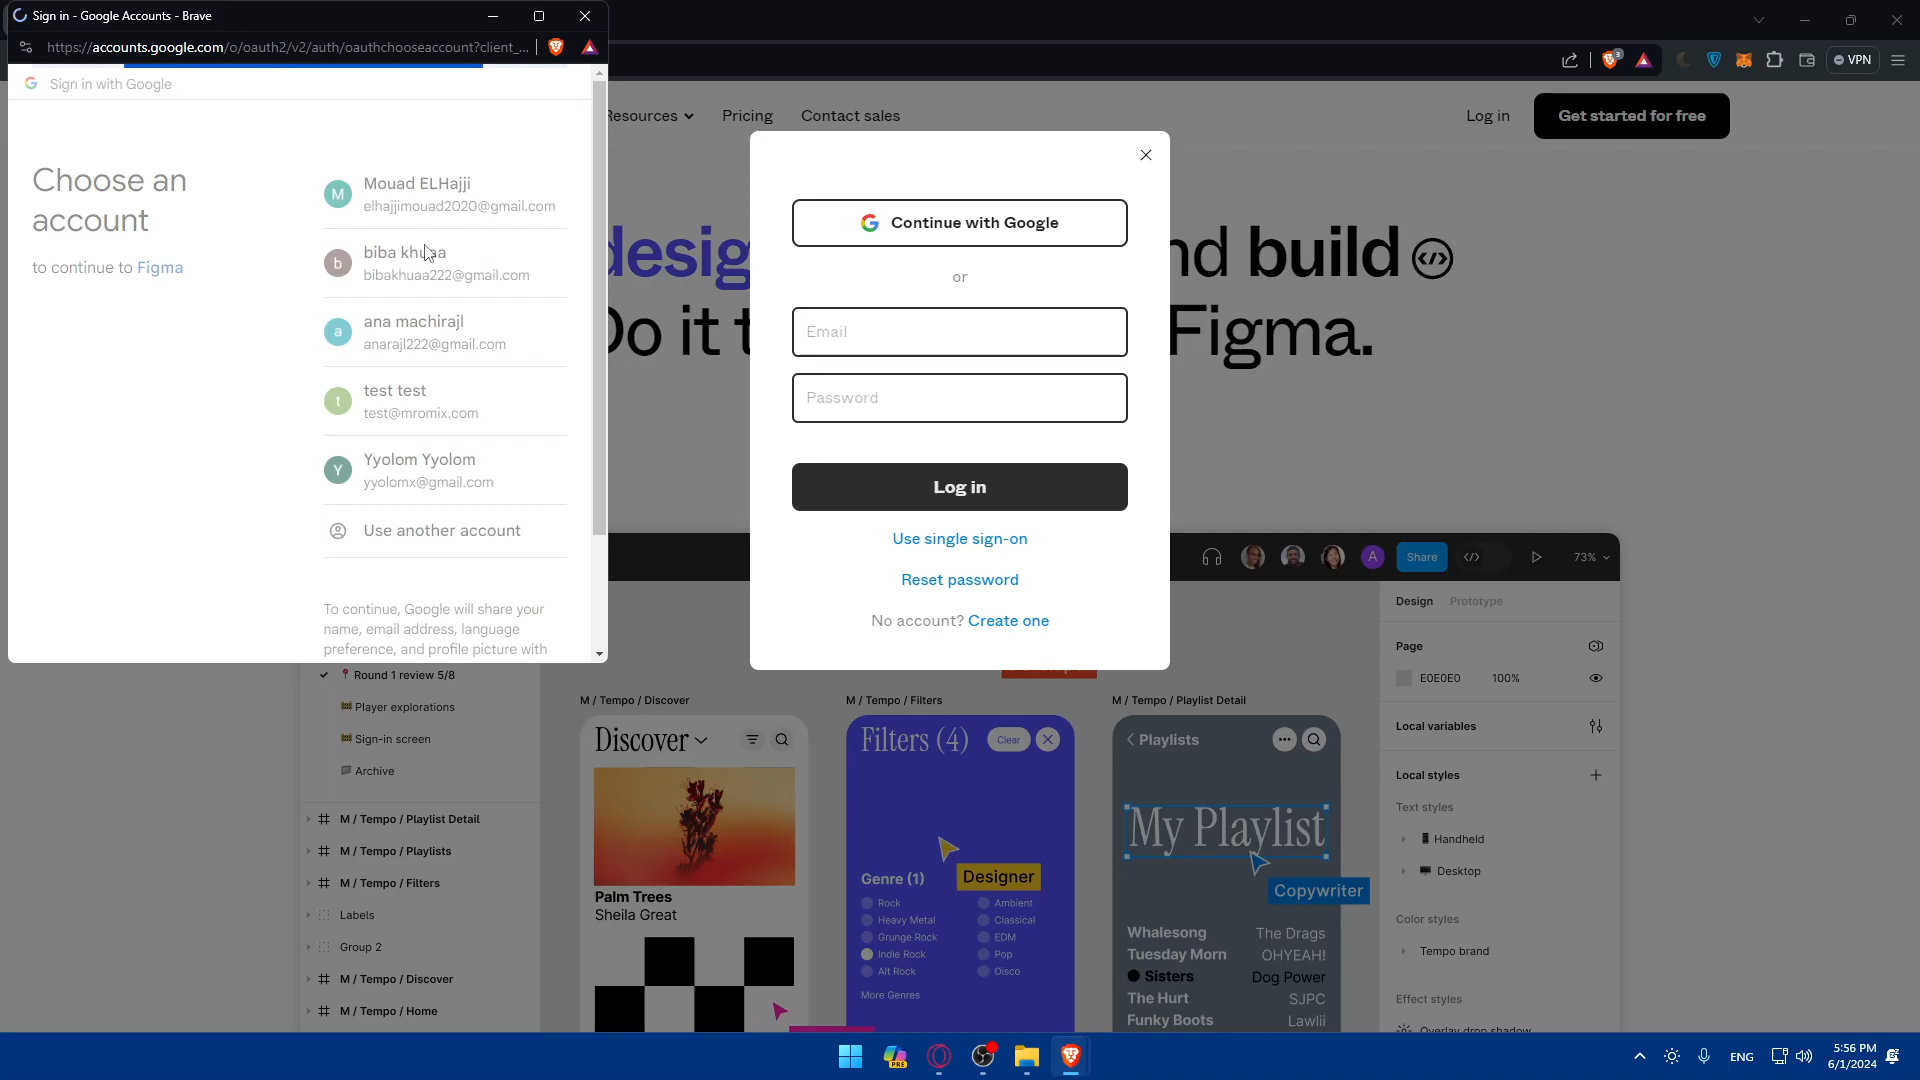 Sign in - Google Accounts - Brave
https://accounts.google.com/o/oauth2/v2/auth/oauthchooseaccount?client_...
Sign in with Google
Choose an
account
to continue to Figma
M
Mouad ELHajji
elhajjimouad2020@gmail.com
b
biba khuaa
bibakhuaa222@gmail.com
a
ana machirajl
anarajl222@gmail.com
t
test test
test@mromix.com
Y
Yyolom Yyolom
yyolomx@gmail.com
Use another account
To continue, Google will share your
name, email address, language
preference, and profile picture with
3
VPN
Resources
Pricing
Contact sales
Log in
Get started for free
desig
nd build
Do it t
Figma.
Continue with Google
or
Email
Password
Log in
Use single sign-on
Reset password
No account? Create one
A
Share
73%
Design
Prototype
Page
E0E0E0
100%
Local variables
Local styles
Text styles
Handheld
Desktop
Color styles
Tempo brand
Effect styles
Overlay drop shadow
Round 1 review 5/8
Player explorations
Sign-in screen
Archive
M / Tempo / Playlist Detail
M / Tempo / Playlists
M / Tempo / Filters
Labels
Group 2
M / Tempo / Discover
M / Tempo / Home
M / Tempo / Discover
Discover
Palm Trees
Sheila Great
M / Tempo / Filters
Filters (4)
Clear
Designer
Genre (1)
Rock
Ambient
Heavy Metal
Classical
Grunge Rock
EDM
Indie Rock
Pop
Alt Rock
Disco
More Genres
M / Tempo / Playlist Detail
Playlists
My Playlist
Copywriter
Whalesong
The Drags
Tuesday Morn
OHYEAH!
Sisters
Dog Power
The Hurt
SJPC
Funky Boots
Lawlii
PRE
ENG
5:56 PM
6/1/2024